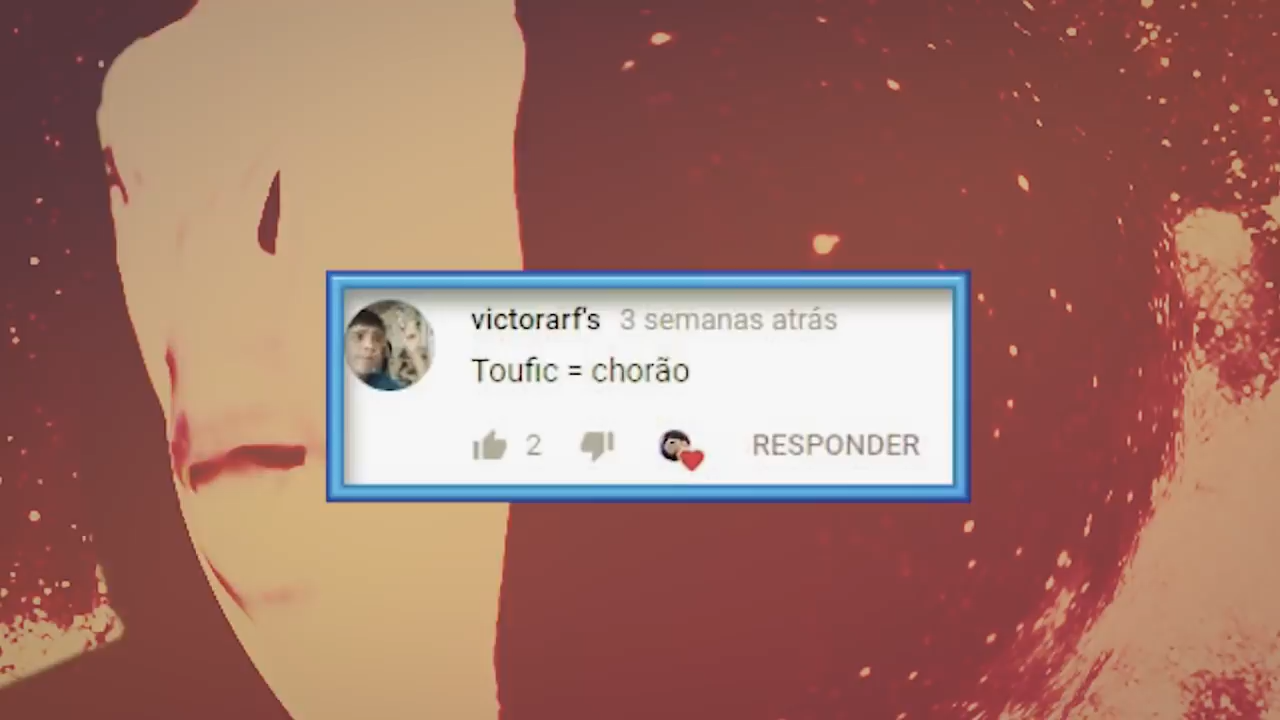 victorarf's 3 semanas atrás
Toufic = chorão
2 RESPONDER